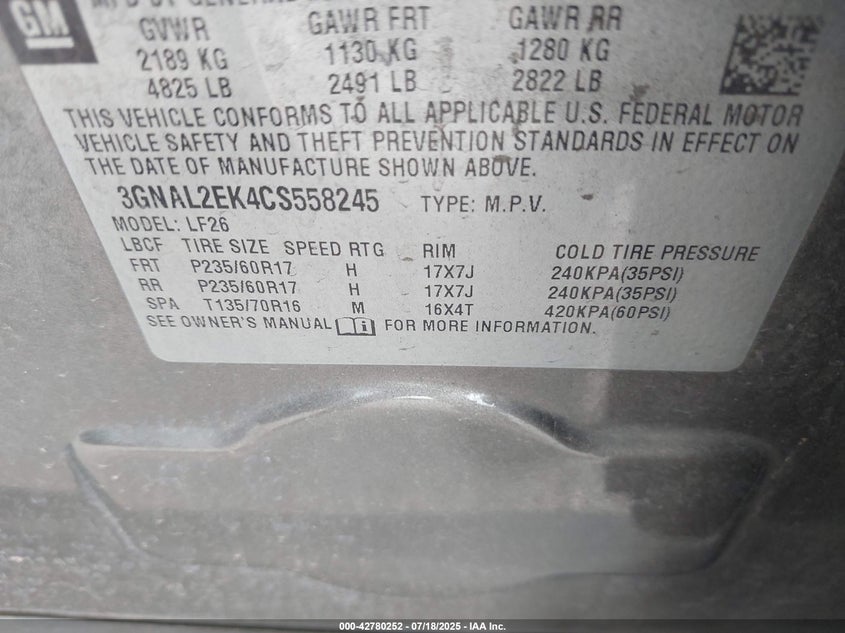 GM
GVWR GAWR FRT GAWR RR
2189 KG 1130 KG 1280 KG
4825 LB 2491 LB 2822 LB
THIS VEHICLE CONFORMS TO ALL APPLICABLE U.S. FEDERAL MOTOR
VEHICLE SAFETY AND THEFT PREVENTION STANDARDS IN EFFECT ON
THE DATE OF MANUFACTURE SHOWN ABOVE.
3GNAL2EK4CS558245 TYPE: M.P.V.
MODEL: LF26
LBCF TIRE SIZE SPEED RTG RIM COLD TIRE PRESSURE
FRT P235/60R17 H 17X7J 240KPA(35PSI)
RR P235/60R17 H 17X7J 240KPA(35PSI)
SPA T135/70R16 M 16X4T 420KPA(60PSI)
SEE OWNER'S MANUAL FOR MORE INFORMATION.
000-42780252 - 07/18/2025 - IAA Inc.